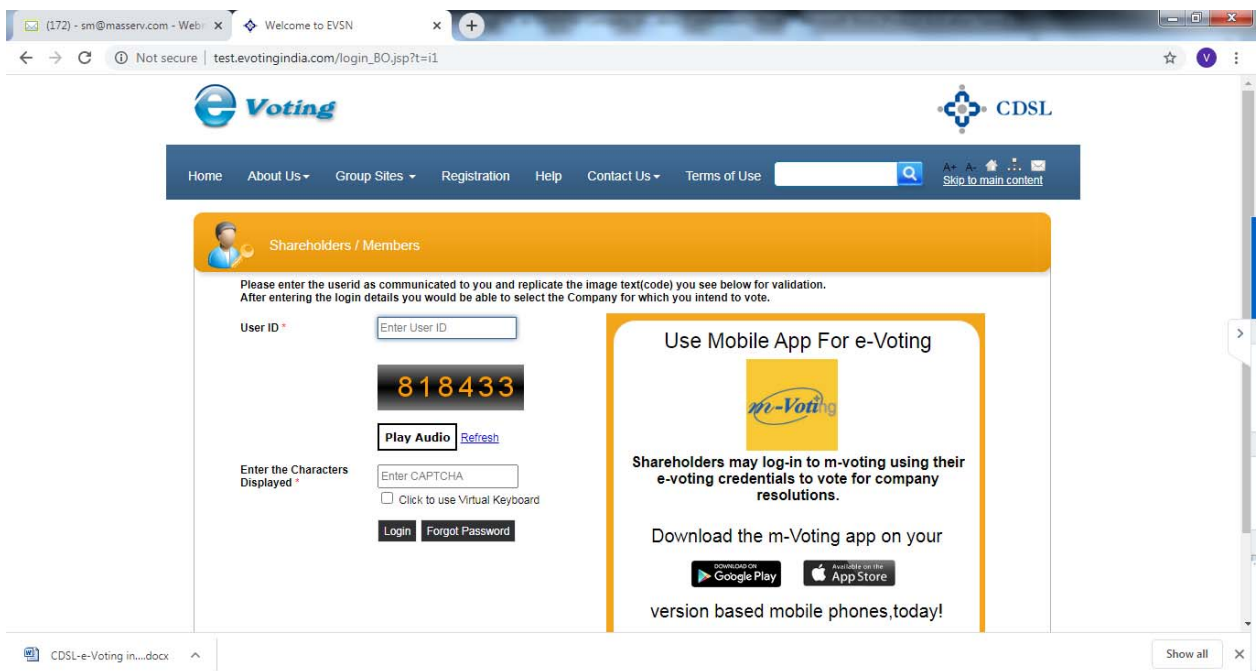 (172) - sm@masserv.com - Web
Welcome to EVSN
Not secure | test.evotingindia.com/login_BO.jsp?t=i1
V
e Voting
CDSL
Home About Us Group Sites Registration Help Contact Us Terms of Use
A+ A-
Skip to main content
Shareholders / Members
Please enter the userid as communicated to you and replicate the image text(code) you see below for validation.
After entering the login details you would be able to select the Company for which you intend to vote.
User ID *
Enter User ID
818433
Play Audio Refresh
Enter the Characters
Displayed *
Enter CAPTCHA
Click to use Virtual Keyboard
Login Forgot Password
Use Mobile App For e-Voting
m-Voting
Shareholders may log-in to m-voting using their
e-voting credentials to vote for company
resolutions.
Download the m-Voting app on your
DOWNLOAD ON
Google Play
Available on the
App Store
version based mobile phones,today!
CDSL-e-Voting in....docx
Show all